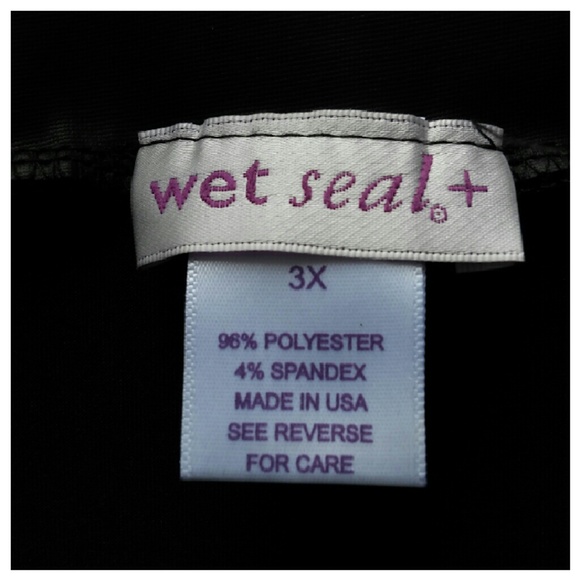 wet seal®+
3X
96% POLYESTER
4% SPANDEX
MADE IN USA
SEE REVERSE
FOR CARE